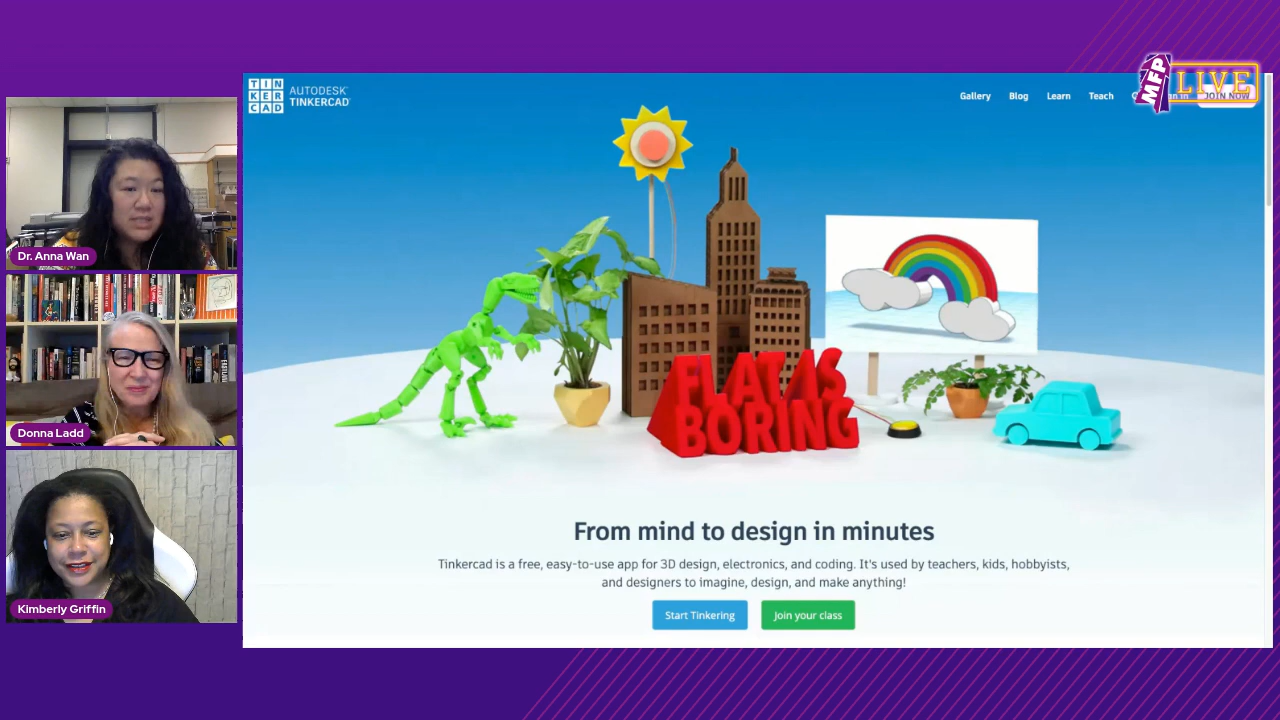 TIN
KER
CAD
AUTODESK®
TINKERCAD®
Gallery
Blog
Learn
Teach
JOIN NOW
MFP
LIVE
Dr. Anna Wan
Donna Ladd
Kimberly Griffin
FLAT IS
BORING
From mind to design in minutes
Tinkercad is a free, easy-to-use app for 3D design, electronics, and coding. It's used by teachers, kids, hobbyists,
and designers to imagine, design, and make anything!
Start Tinkering
Join your class